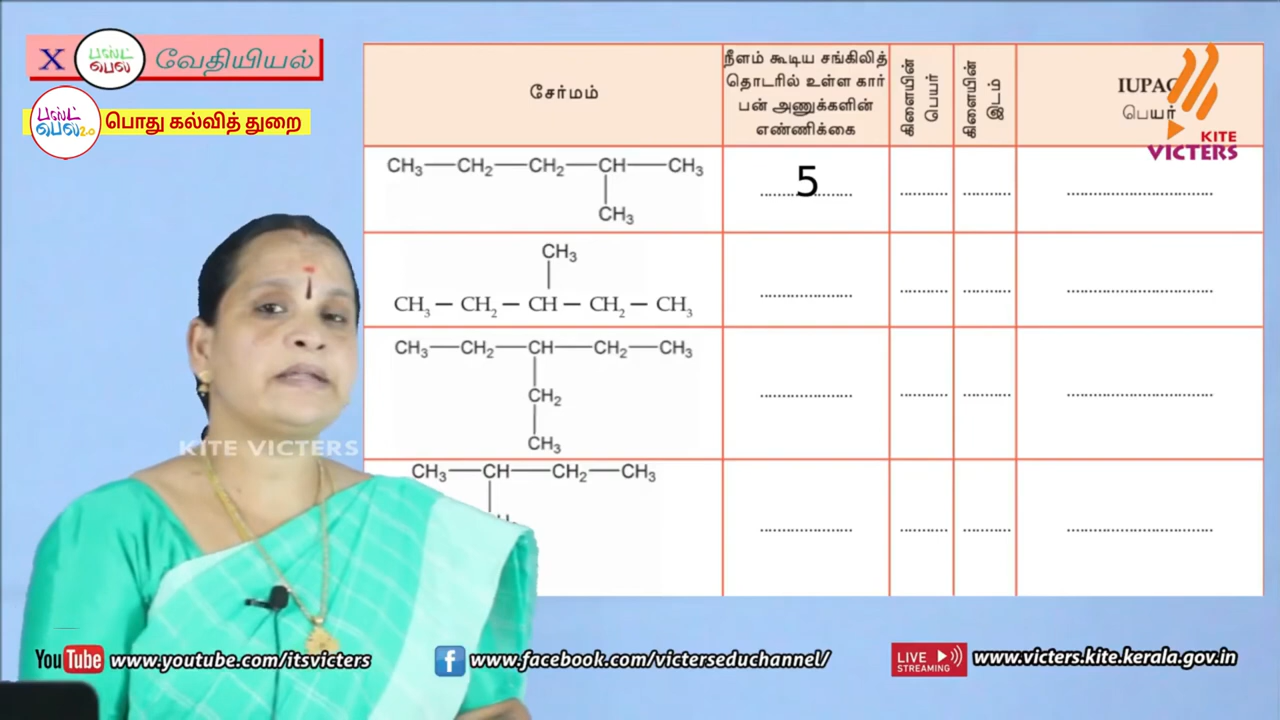 X பஸ்ட் பெல் வேதியியல்
பஸ்ட் பெல் 2.0 பொது கல்வித் துறை
சேர்மம்
நீளம் கூடிய சங்கிலித்
தொடரில் உள்ள கார்
பன் அணுக்களின்
எண்ணிக்கை
கிளையின்
பெயர்
கிளையின்
இடம்
IUPAC
பெயர்
KITE
VICTERS
CH₃—CH₂—CH₂—CH—CH₃
CH₃
5
CH₃
CH₃ – CH₂ – CH – CH₂ – CH₃
CH₃—CH₂—CH—CH₂—CH₃
CH₂
CH₃
CH₃—CH—CH₂—CH₃
KITE VICTERS
YouTube www.youtube.com/itsvicters
f www.facebook.com/victerseduchannel/
LIVE STREAMING www.victers.kite.kerala.gov.in